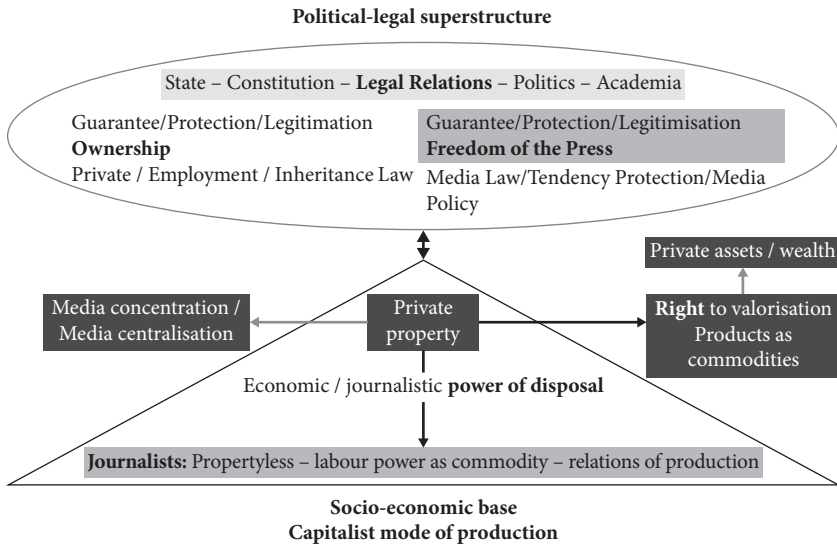 Political-legal superstructure
State – Constitution – Legal Relations – Politics – Academia
Guarantee/Protection/Legitimation
Ownership
Private / Employment / Inheritance Law
Guarantee/Protection/Legitimisation
Freedom of the Press
Media Law/Tendency Protection/Media
Policy
Private assets / wealth
Media concentration /
Media centralisation
Private
property
Right to valorisation
Products as
commodities
Economic / journalistic power of disposal
Journalists: Propertyless – labour power as commodity – relations of production
Socio-economic base
Capitalist mode of production